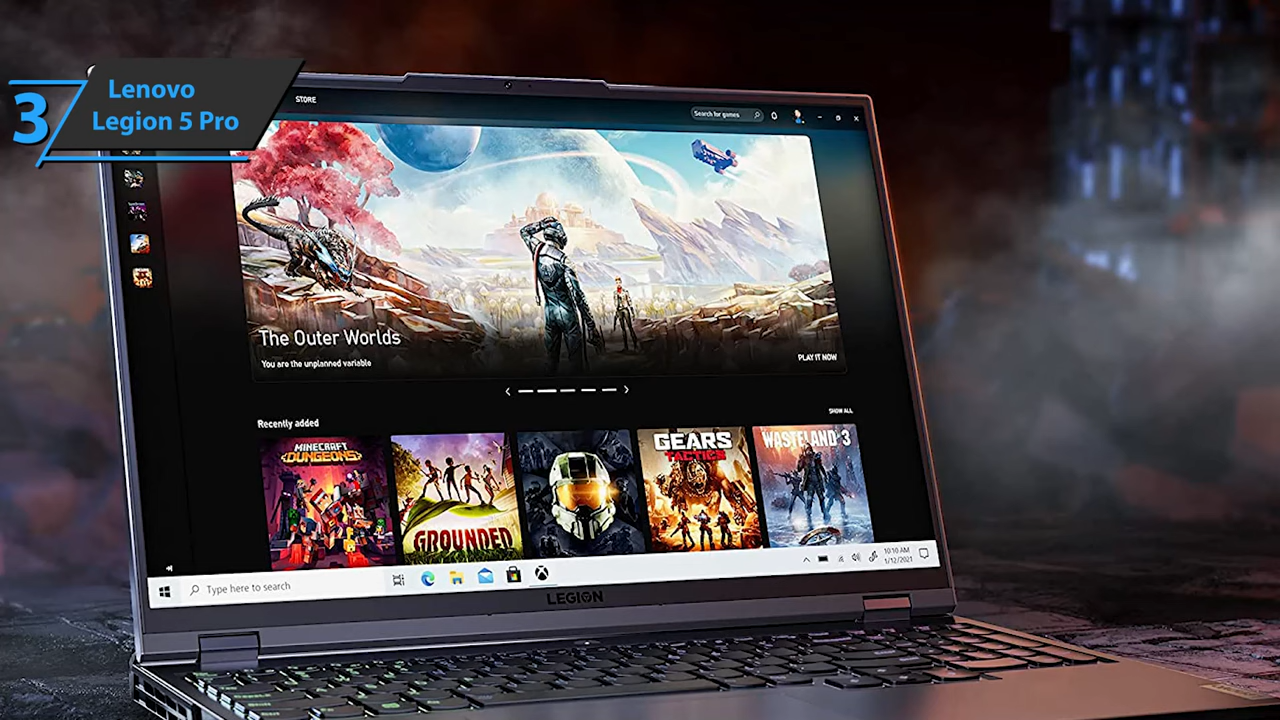 3
Lenovo
Legion 5 Pro
STORE
Search for games
The Outer Worlds
You are the unplanned variable
PLAY IT NOW
SHOW ALL
Recently added
MINECRAFT
DUNGEONS
GROUNDED
GEARS
TACTICS
WASTELAND 3
Type here to search
10:10 AM
1/12/2021
LEGION